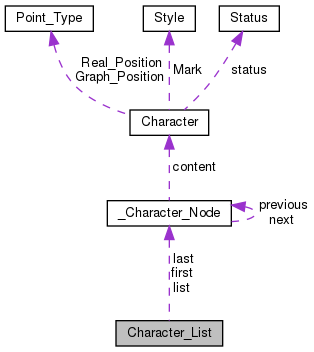 Point_Type
Style
Status
Real_Position
Graph_Position
Mark
status
Character
content
_Character_Node
previous
next
last
first
list
Character_List